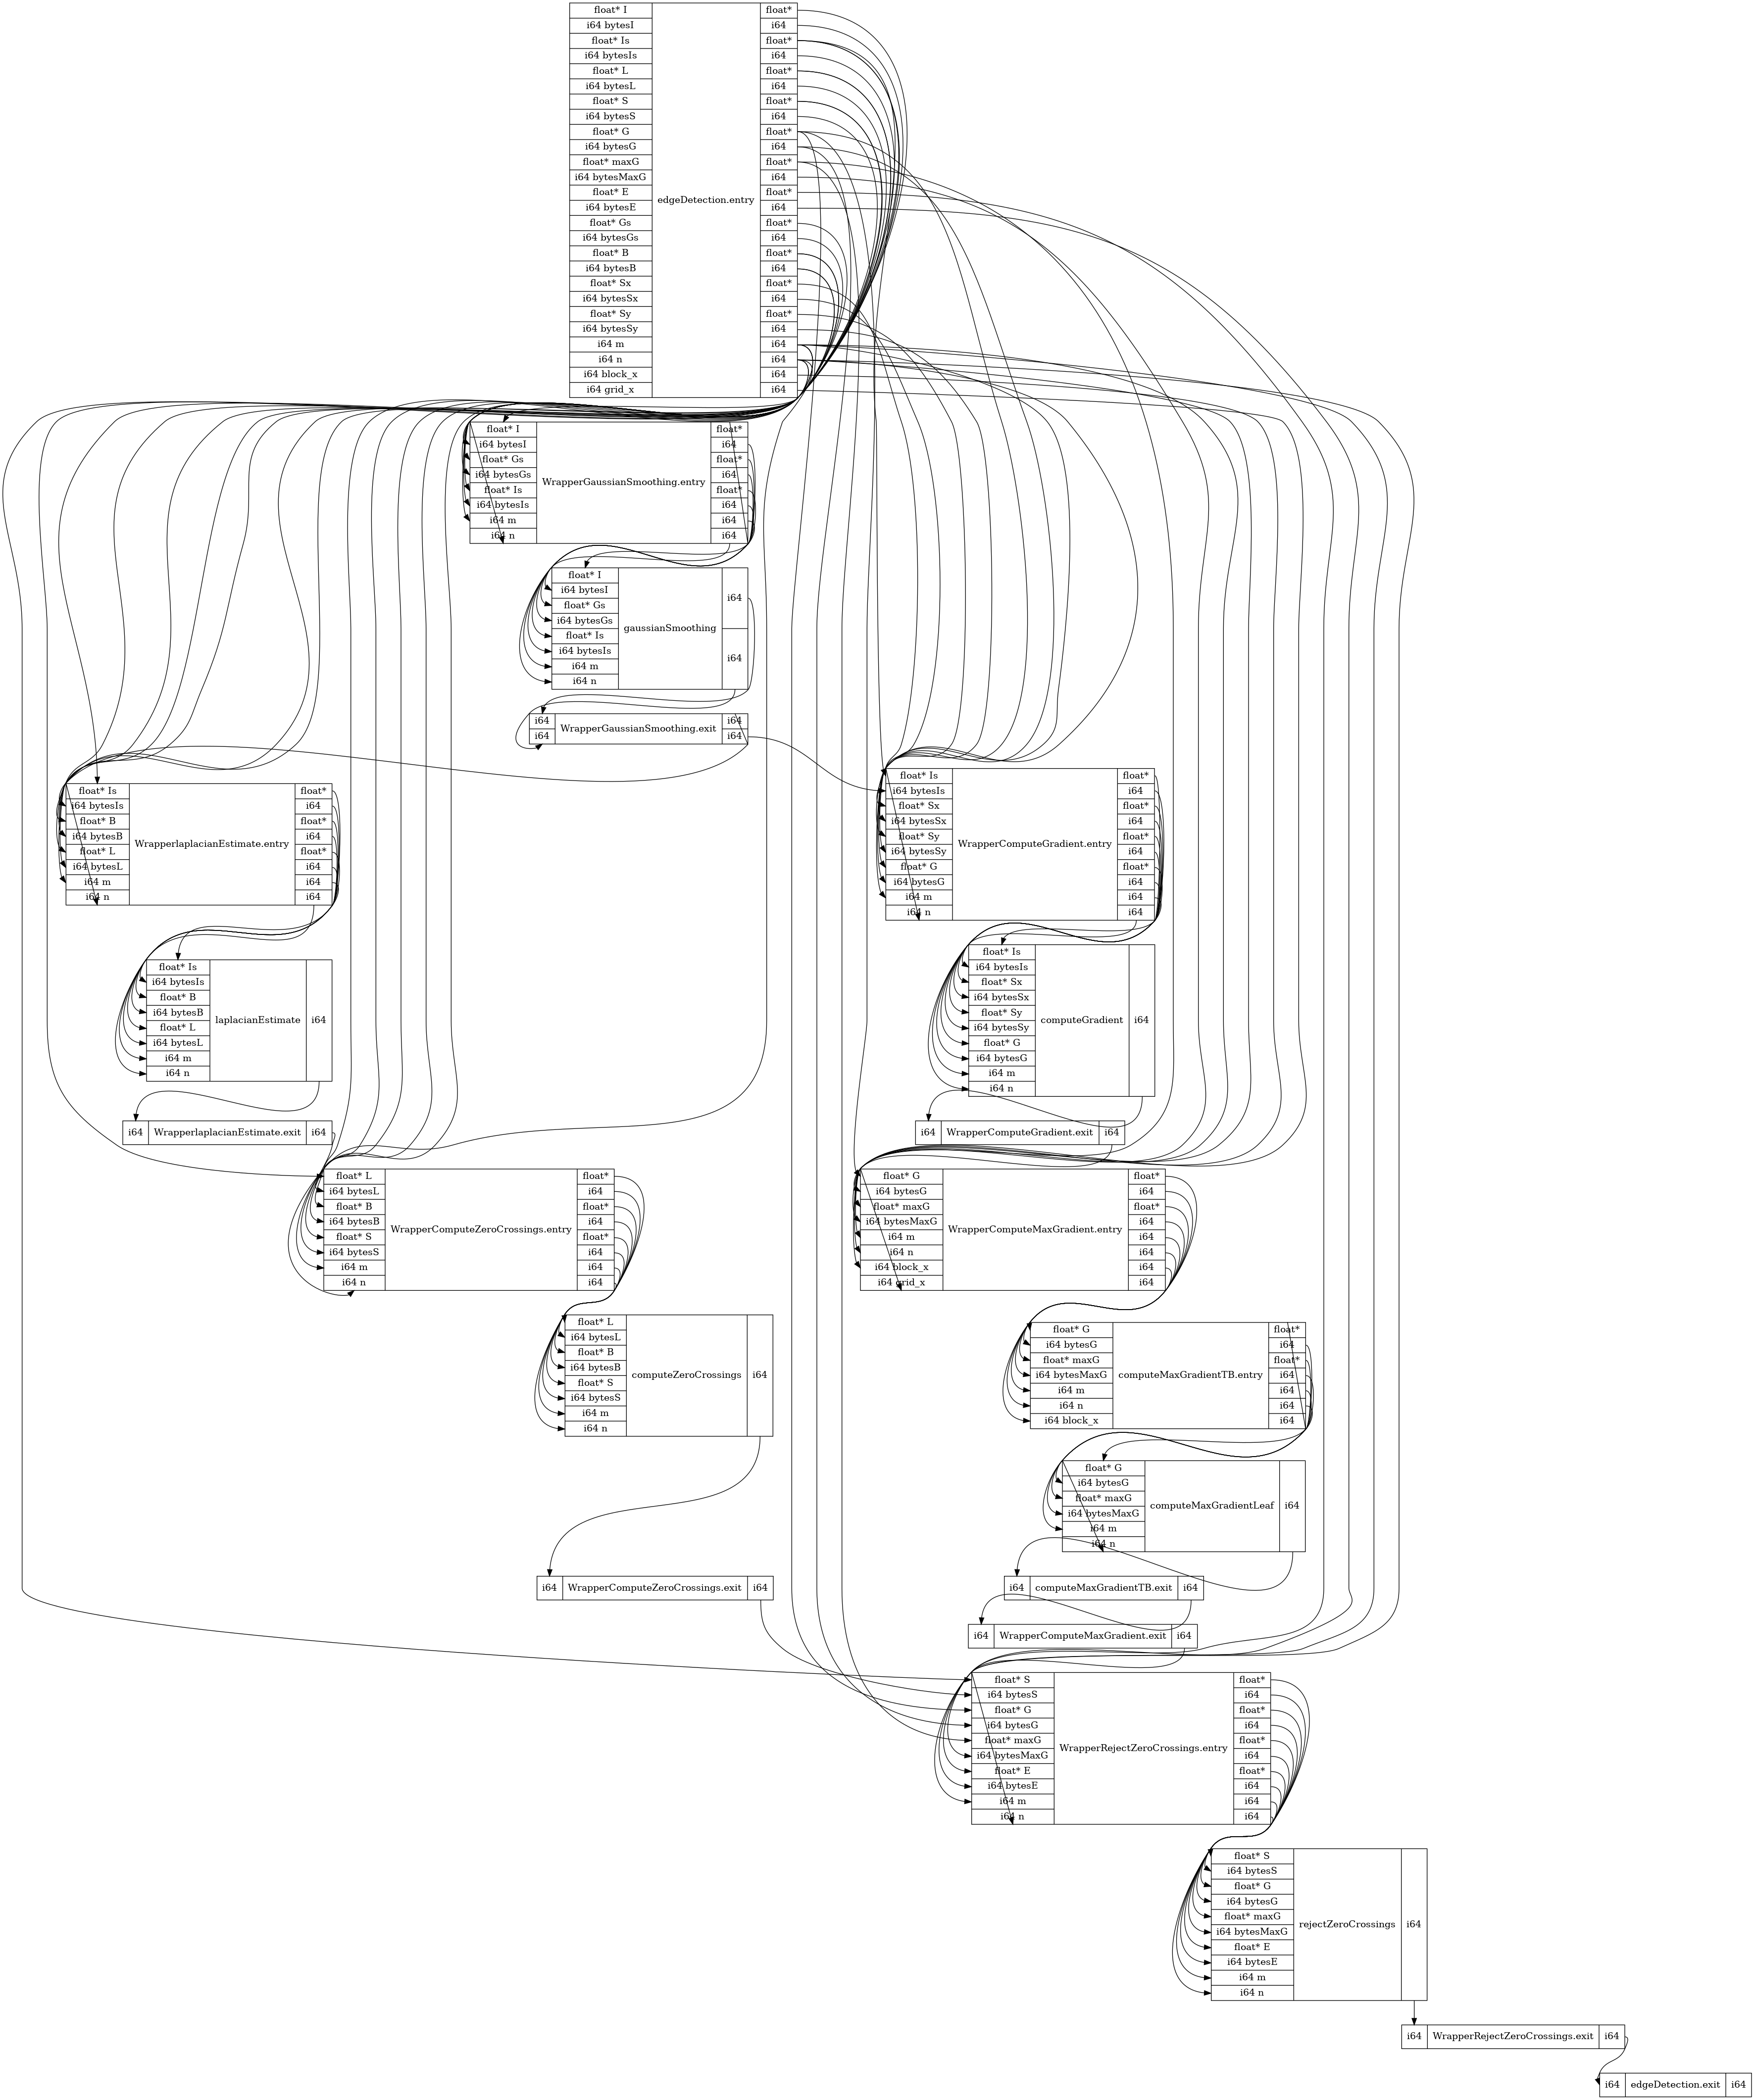 float* I
i64 bytesI
float* Is
i64 bytesIs
float* L
i64 bytesL
float* S
i64 bytesS
float* G
i64 bytesG
float* maxG
i64 bytesMaxG
float* E
i64 bytesE
float* Gs
i64 bytesGs
float* B
i64 bytesB
float* Sx
i64 bytesSx
float* Sy
i64 bytesSy
i64 m
i64 n
i64 block_x
i64 grid_x
edgeDetection.entry
float*
i64
float*
i64
float*
i64
float*
i64
float*
i64
float*
i64
float*
i64
float*
i64
float*
i64
float*
i64
float*
i64
i64
i64
i64
i64
float* I
i64 bytesI
float* Gs
i64 bytesGs
float* Is
i64 bytesIs
i64 m
i64 n
WrapperGaussianSmoothing.entry
float*
i64
float*
i64
float*
i64
i64
i64
float* I
i64 bytesI
float* Gs
i64 bytesGs
float* Is
i64 bytesIs
i64 m
i64 n
gaussianSmoothing
i64
i64
i64
i64
WrapperGaussianSmoothing.exit
i64
i64
float* Is
i64 bytesIs
float* B
i64 bytesB
float* L
i64 bytesL
i64 m
i64 n
WrapperlaplacianEstimate.entry
float*
i64
float*
i64
float*
i64
i64
i64
float* Is
i64 bytesIs
float* Sx
i64 bytesSx
float* Sy
i64 bytesSy
float* G
i64 bytesG
i64 m
i64 n
WrapperComputeGradient.entry
float*
i64
float*
i64
float*
i64
float*
i64
i64
i64
float* Is
i64 bytesIs
float* B
i64 bytesB
float* L
i64 bytesL
i64 m
i64 n
laplacianEstimate
i64
float* Is
i64 bytesIs
float* Sx
i64 bytesSx
float* Sy
i64 bytesSy
float* G
i64 bytesG
i64 m
i64 n
computeGradient
i64
i64
WrapperlaplacianEstimate.exit
i64
i64
WrapperComputeGradient.exit
i64
float* L
i64 bytesL
float* B
i64 bytesB
float* S
i64 bytesS
i64 m
i64 n
WrapperComputeZeroCrossings.entry
float*
i64
float*
i64
float*
i64
i64
i64
float* G
i64 bytesG
float* maxG
i64 bytesMaxG
i64 m
i64 n
i64 block_x
i64 grid_x
WrapperComputeMaxGradient.entry
float*
i64
float*
i64
i64
i64
i64
i64
float* L
i64 bytesL
float* B
i64 bytesB
float* S
i64 bytesS
i64 m
i64 n
computeZeroCrossings
i64
float* G
i64 bytesG
float* maxG
i64 bytesMaxG
i64 m
i64 n
i64 block_x
computeMaxGradientTB.entry
float*
i64
float*
i64
i64
i64
i64
float* G
i64 bytesG
float* maxG
i64 bytesMaxG
i64 m
i64 n
computeMaxGradientLeaf
i64
i64
WrapperComputeZeroCrossings.exit
i64
i64
computeMaxGradientTB.exit
i64
i64
WrapperComputeMaxGradient.exit
i64
float* S
i64 bytesS
float* G
i64 bytesG
float* maxG
i64 bytesMaxG
float* E
i64 bytesE
i64 m
i64 n
WrapperRejectZeroCrossings.entry
float*
i64
float*
i64
float*
i64
float*
i64
i64
i64
float* S
i64 bytesS
float* G
i64 bytesG
float* maxG
i64 bytesMaxG
float* E
i64 bytesE
i64 m
i64 n
rejectZeroCrossings
i64
i64
WrapperRejectZeroCrossings.exit
i64
i64
edgeDetection.exit
i64